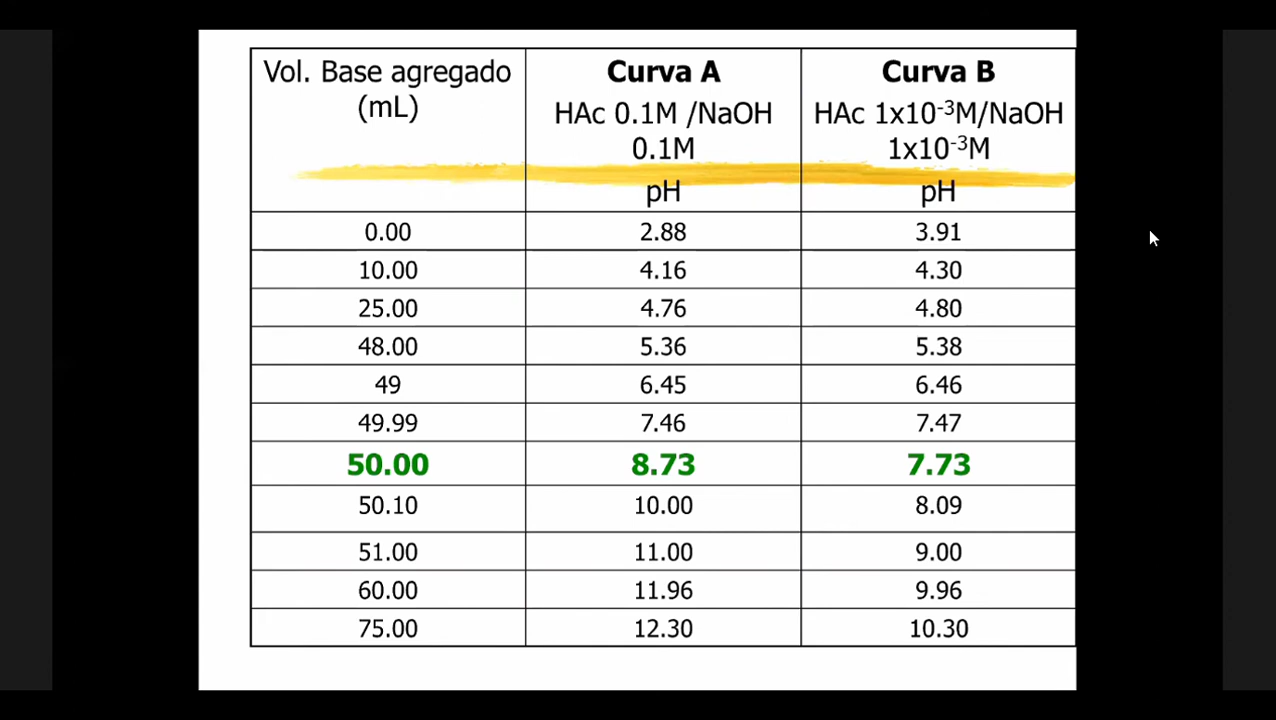 Vol. Base agregado (mL) | Curva A HAc 0.1M /NaOH 0.1M pH | Curva B HAc 1x10⁻³M/NaOH 1x10⁻³M pH
0.00 | 2.88 | 3.91
10.00 | 4.16 | 4.30
25.00 | 4.76 | 4.80
48.00 | 5.36 | 5.38
49 | 6.45 | 6.46
49.99 | 7.46 | 7.47
50.00 | 8.73 | 7.73
50.10 | 10.00 | 8.09
51.00 | 11.00 | 9.00
60.00 | 11.96 | 9.96
75.00 | 12.30 | 10.30